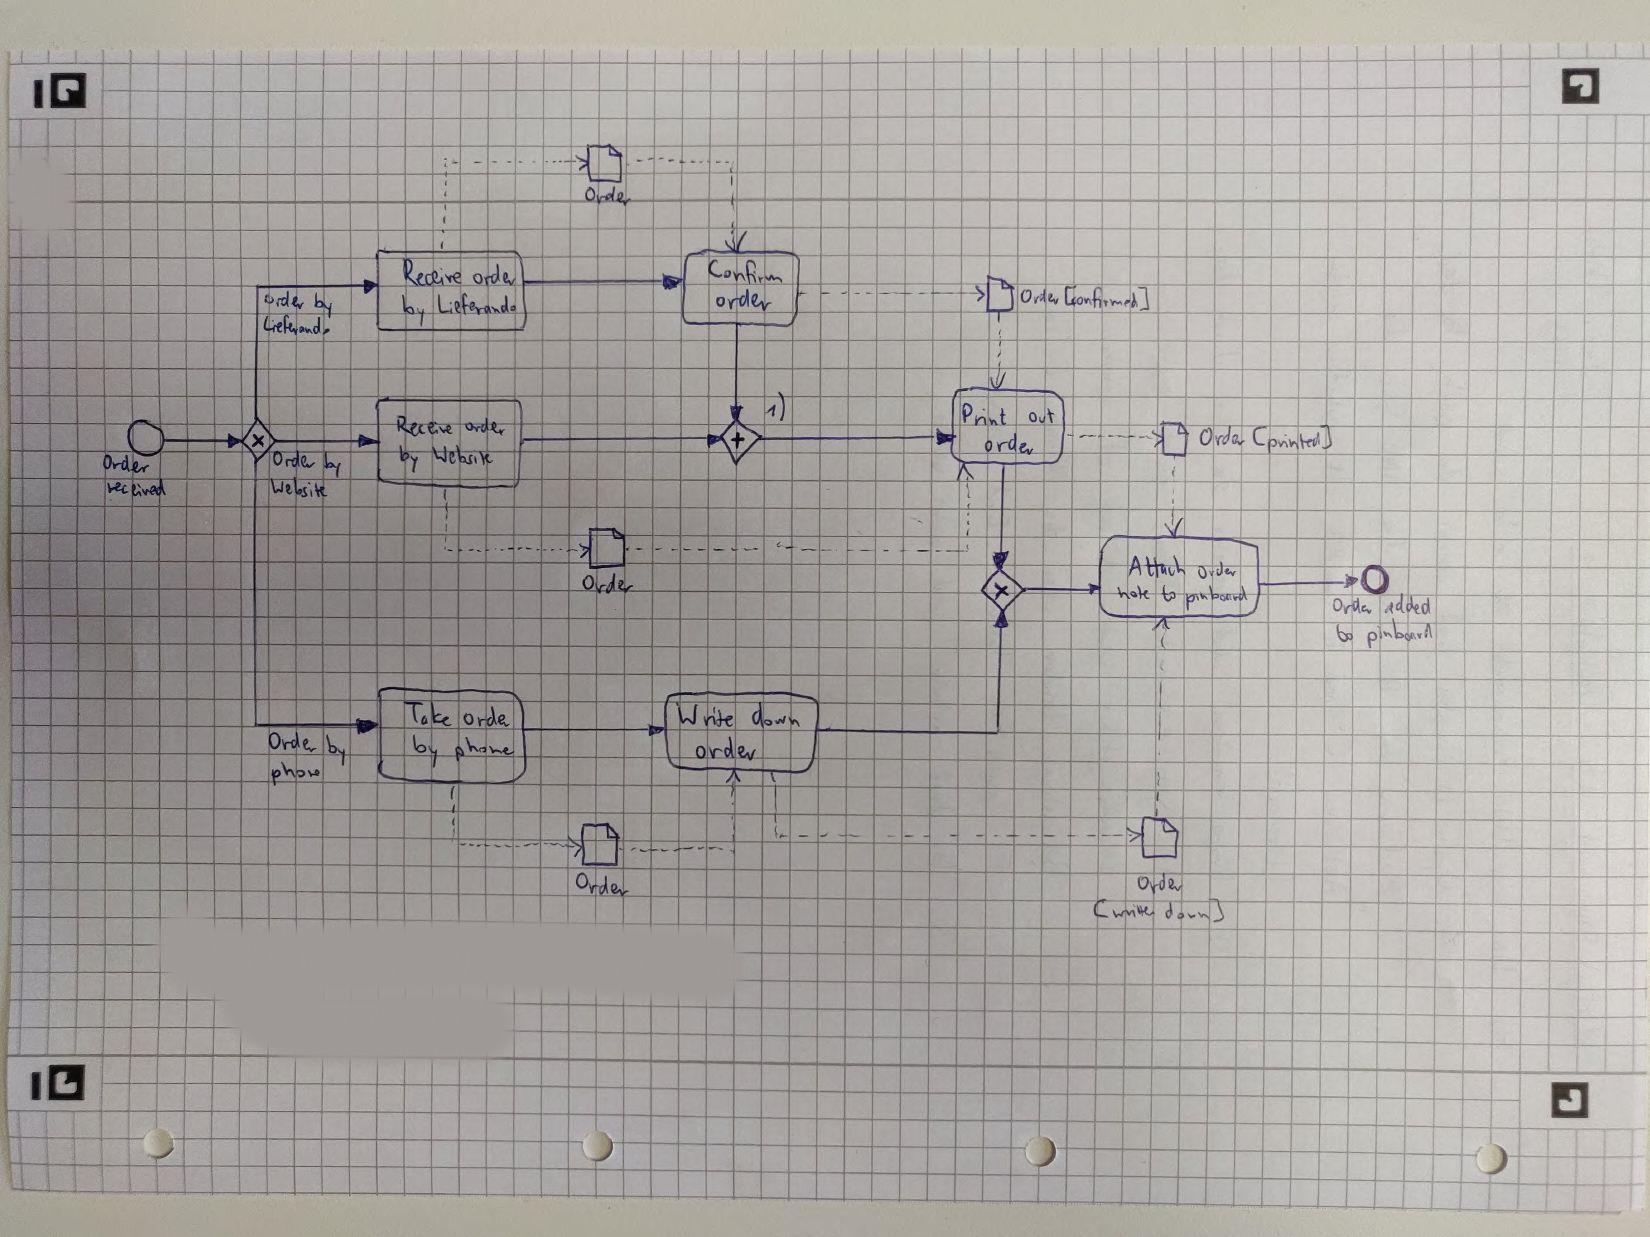 Order
Receive order
by Lieferando
Confirm
order
Order [confirmed]
Order by
Lieferando
1)
Receive order
by Website
Print out
order
Order [printed]
Order
received
Order by
Website
Order
Attach order
note to pinboard
Order added
to pinboard
Take order
by phone
Write down
order
Order by
phone
Order
Order
down]